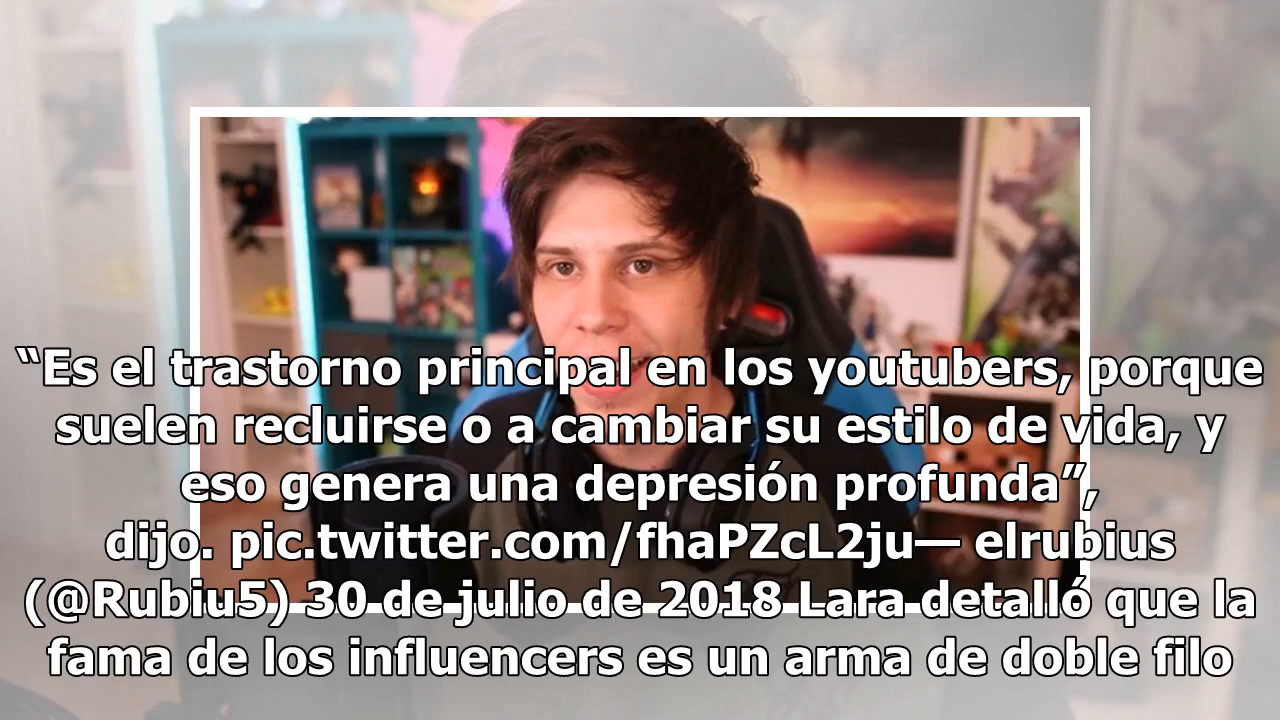 “Es el trastorno principal en los youtubers, porque
suelen recluirse o a cambiar su estilo de vida, y
eso genera una depresión profunda”,
dijo. pic.twitter.com/fhaPZcL2ju— elrubius
(@Rubiu5) 30 de julio de 2018 Lara detalló que la
fama de los influencers es un arma de doble filo